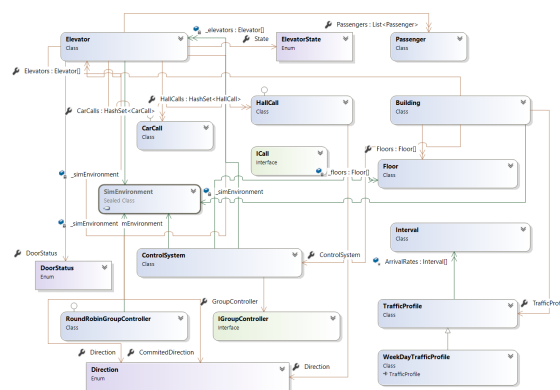 Elevator
Class
_elevators : Elevator[]
State
ElevatorState
Enum
Passengers : List<Passenger>
Passenger
Class
Elevators : Elevator[]
CarCalls : HashSet<CarCall>
HallCalls : HashSet<HallCall>
HallCall
Class
Building
Class
CarCall
Class
ICall
Interface
Floors : Floor[]
_floors : Floor[]
Floor
Class
_simEnvironment
SimEnvironment
Sealed Class
_simEnvironment
_simEnvironment
mEnvironment
Interval
Class
ControlSystem
Class
ControlSystem
ArrivalRates : Interval[]
DoorStatus
DoorStatus
Enum
GroupController
TrafficProfile
Class
TrafficProf
RoundRobinGroupController
Class
IGroupController
Interface
Direction
CommitedDirection
Direction
Direction
Enum
WeekDayTrafficProfile
Class
TrafficProfile